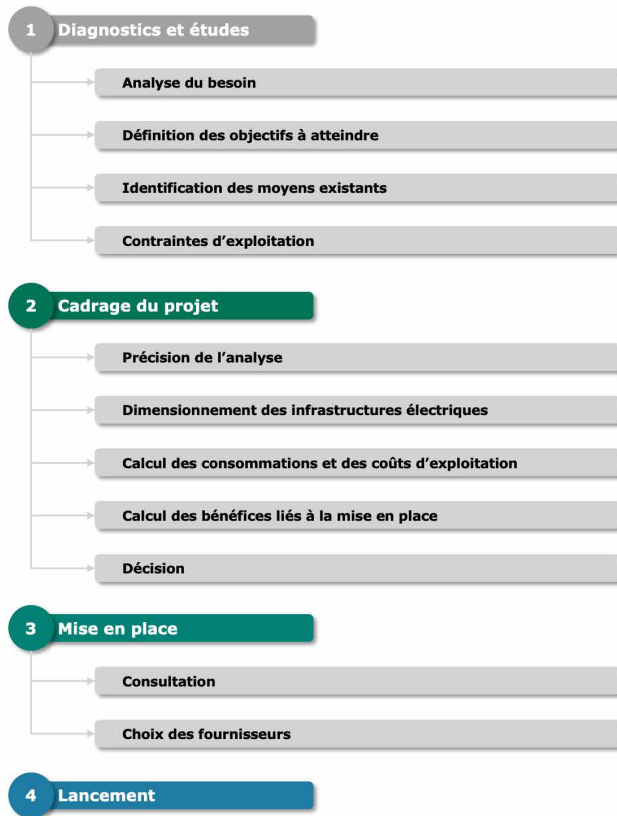 1 Diagnostics et études
Analyse du besoin
Définition des objectifs à atteindre
Identification des moyens existants
Contraintes d’exploitation
2 Cadrage du projet
Précision de l’analyse
Dimensionnement des infrastructures électriques
Calcul des consommations et des coûts d’exploitation
Calcul des bénéfices liés à la mise en place
Décision
3 Mise en place
Consultation
Choix des fournisseurs
4 Lancement